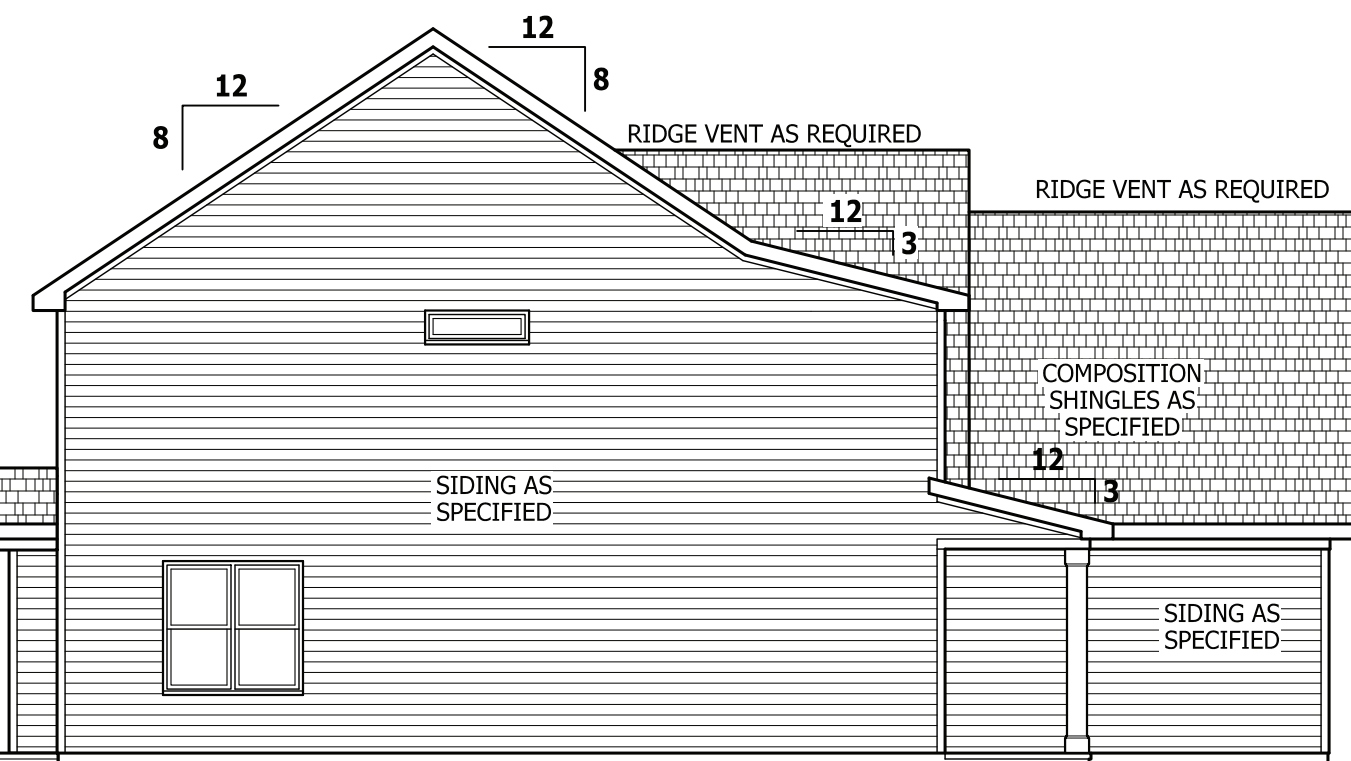 12
8
12
8
RIDGE VENT AS REQUIRED
RIDGE VENT AS REQUIRED
12
3
COMPOSITION
SHINGLES AS
SPECIFIED
12
3
SIDING AS
SPECIFIED
SIDING AS
SPECIFIED